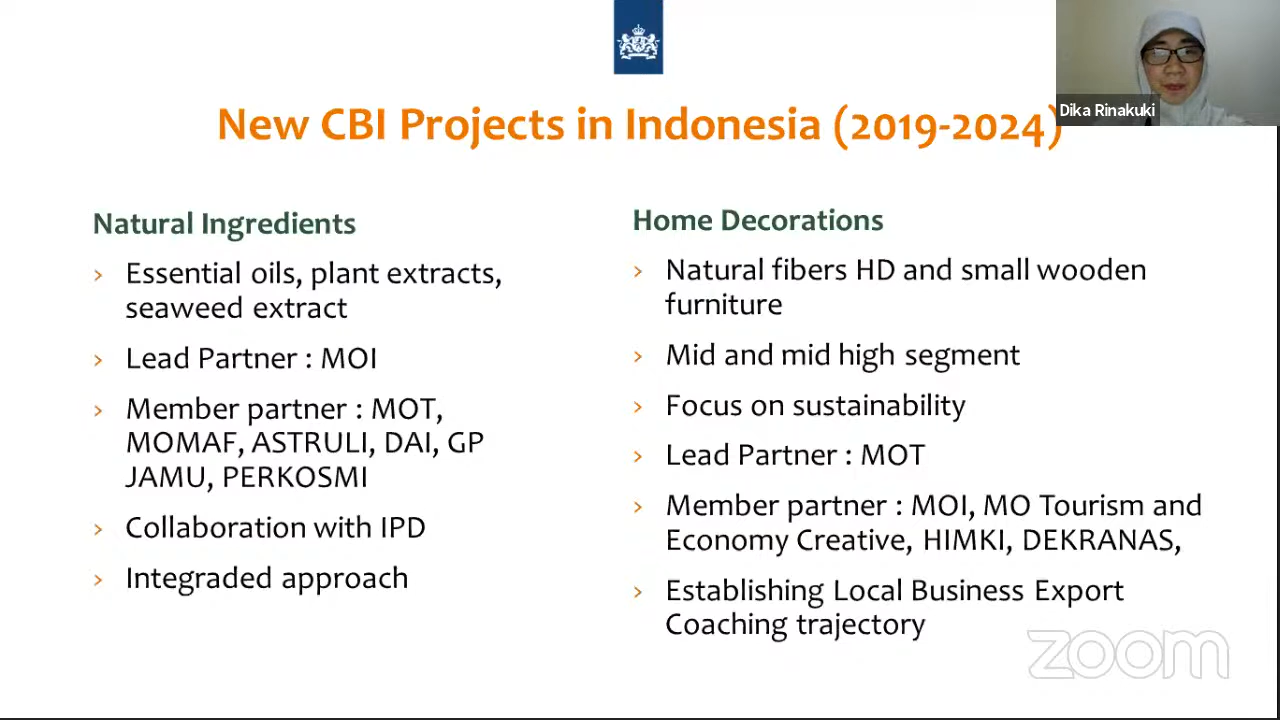 Dika Rinakuki
New CBI Projects in Indonesia (2019-2024)
Natural Ingredients
› Essential oils, plant extracts,
seaweed extract
› Lead Partner : MOI
› Member partner : MOT,
MOMAF, ASTRULI, DAI, GP
JAMU, PERKOSMI
› Collaboration with IPD
› Integraded approach
Home Decorations
› Natural fibers HD and small wooden
furniture
› Mid and mid high segment
› Focus on sustainability
› Lead Partner : MOT
› Member partner : MOI, MO Tourism and
Economy Creative, HIMKI, DEKRANAS,
› Establishing Local Business Export
Coaching trajectory
zoom